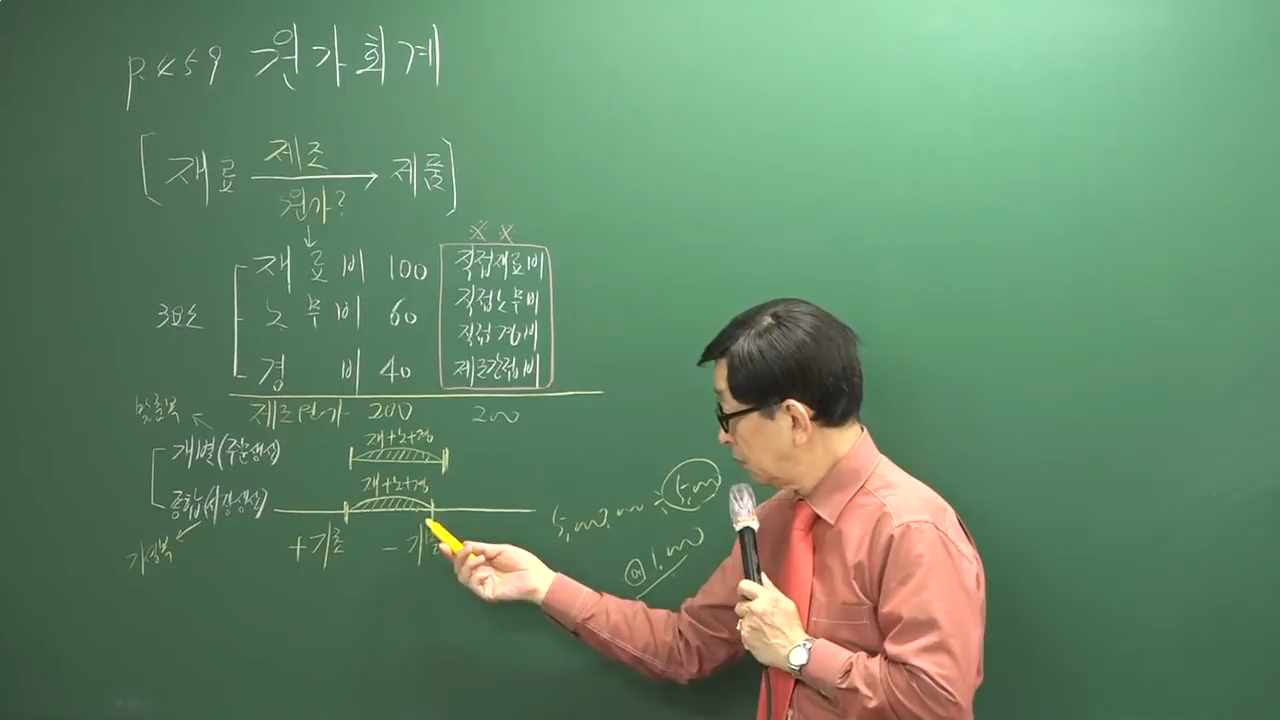 P.459 원가회계
[재료 제조 → 제품]
원가?
↓
※ ※
재 료 비 100 직접재료비
3요소 노 무 비 60 직접노무비
직접경비
경 비 40 제조간접비
제조원가 200 200
맞춤복
재+노+경
개별(주문생산)
재+노+경
종합(시장생산)
5,000,000 ÷ 5,000
@1,000
기성복
+기초 -기말